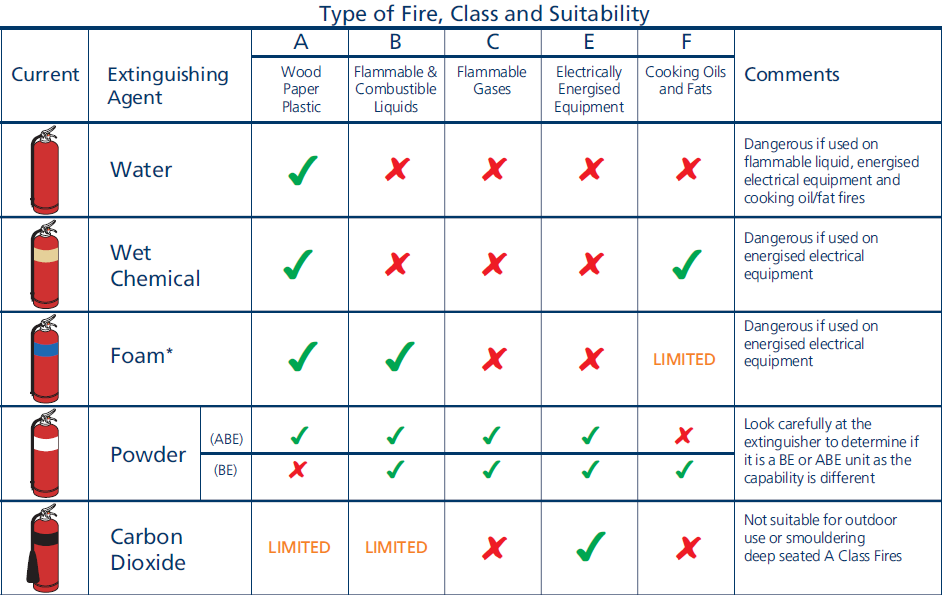 Type of Fire, Class and Suitability
A B C E F
Current Extinguishing Agent Wood Paper Plastic Flammable & Combustible Liquids Flammable Gases Electrically Energised Equipment Cooking Oils and Fats Comments
Water
Dangerous if used on
flammable liquid, energised
electrical equipment and
cooking oil/fat fires
Wet
Chemical
Dangerous if used on
energised electrical
equipment
Foam*
LIMITED
Dangerous if used on
energised electrical
equipment
Powder
(ABE)
(BE)
Look carefully at the
extinguisher to determine if
it is a BE or ABE unit as the
capability is different
Carbon
Dioxide
LIMITED LIMITED
Not suitable for outdoor
use or smouldering
deep seated A Class Fires